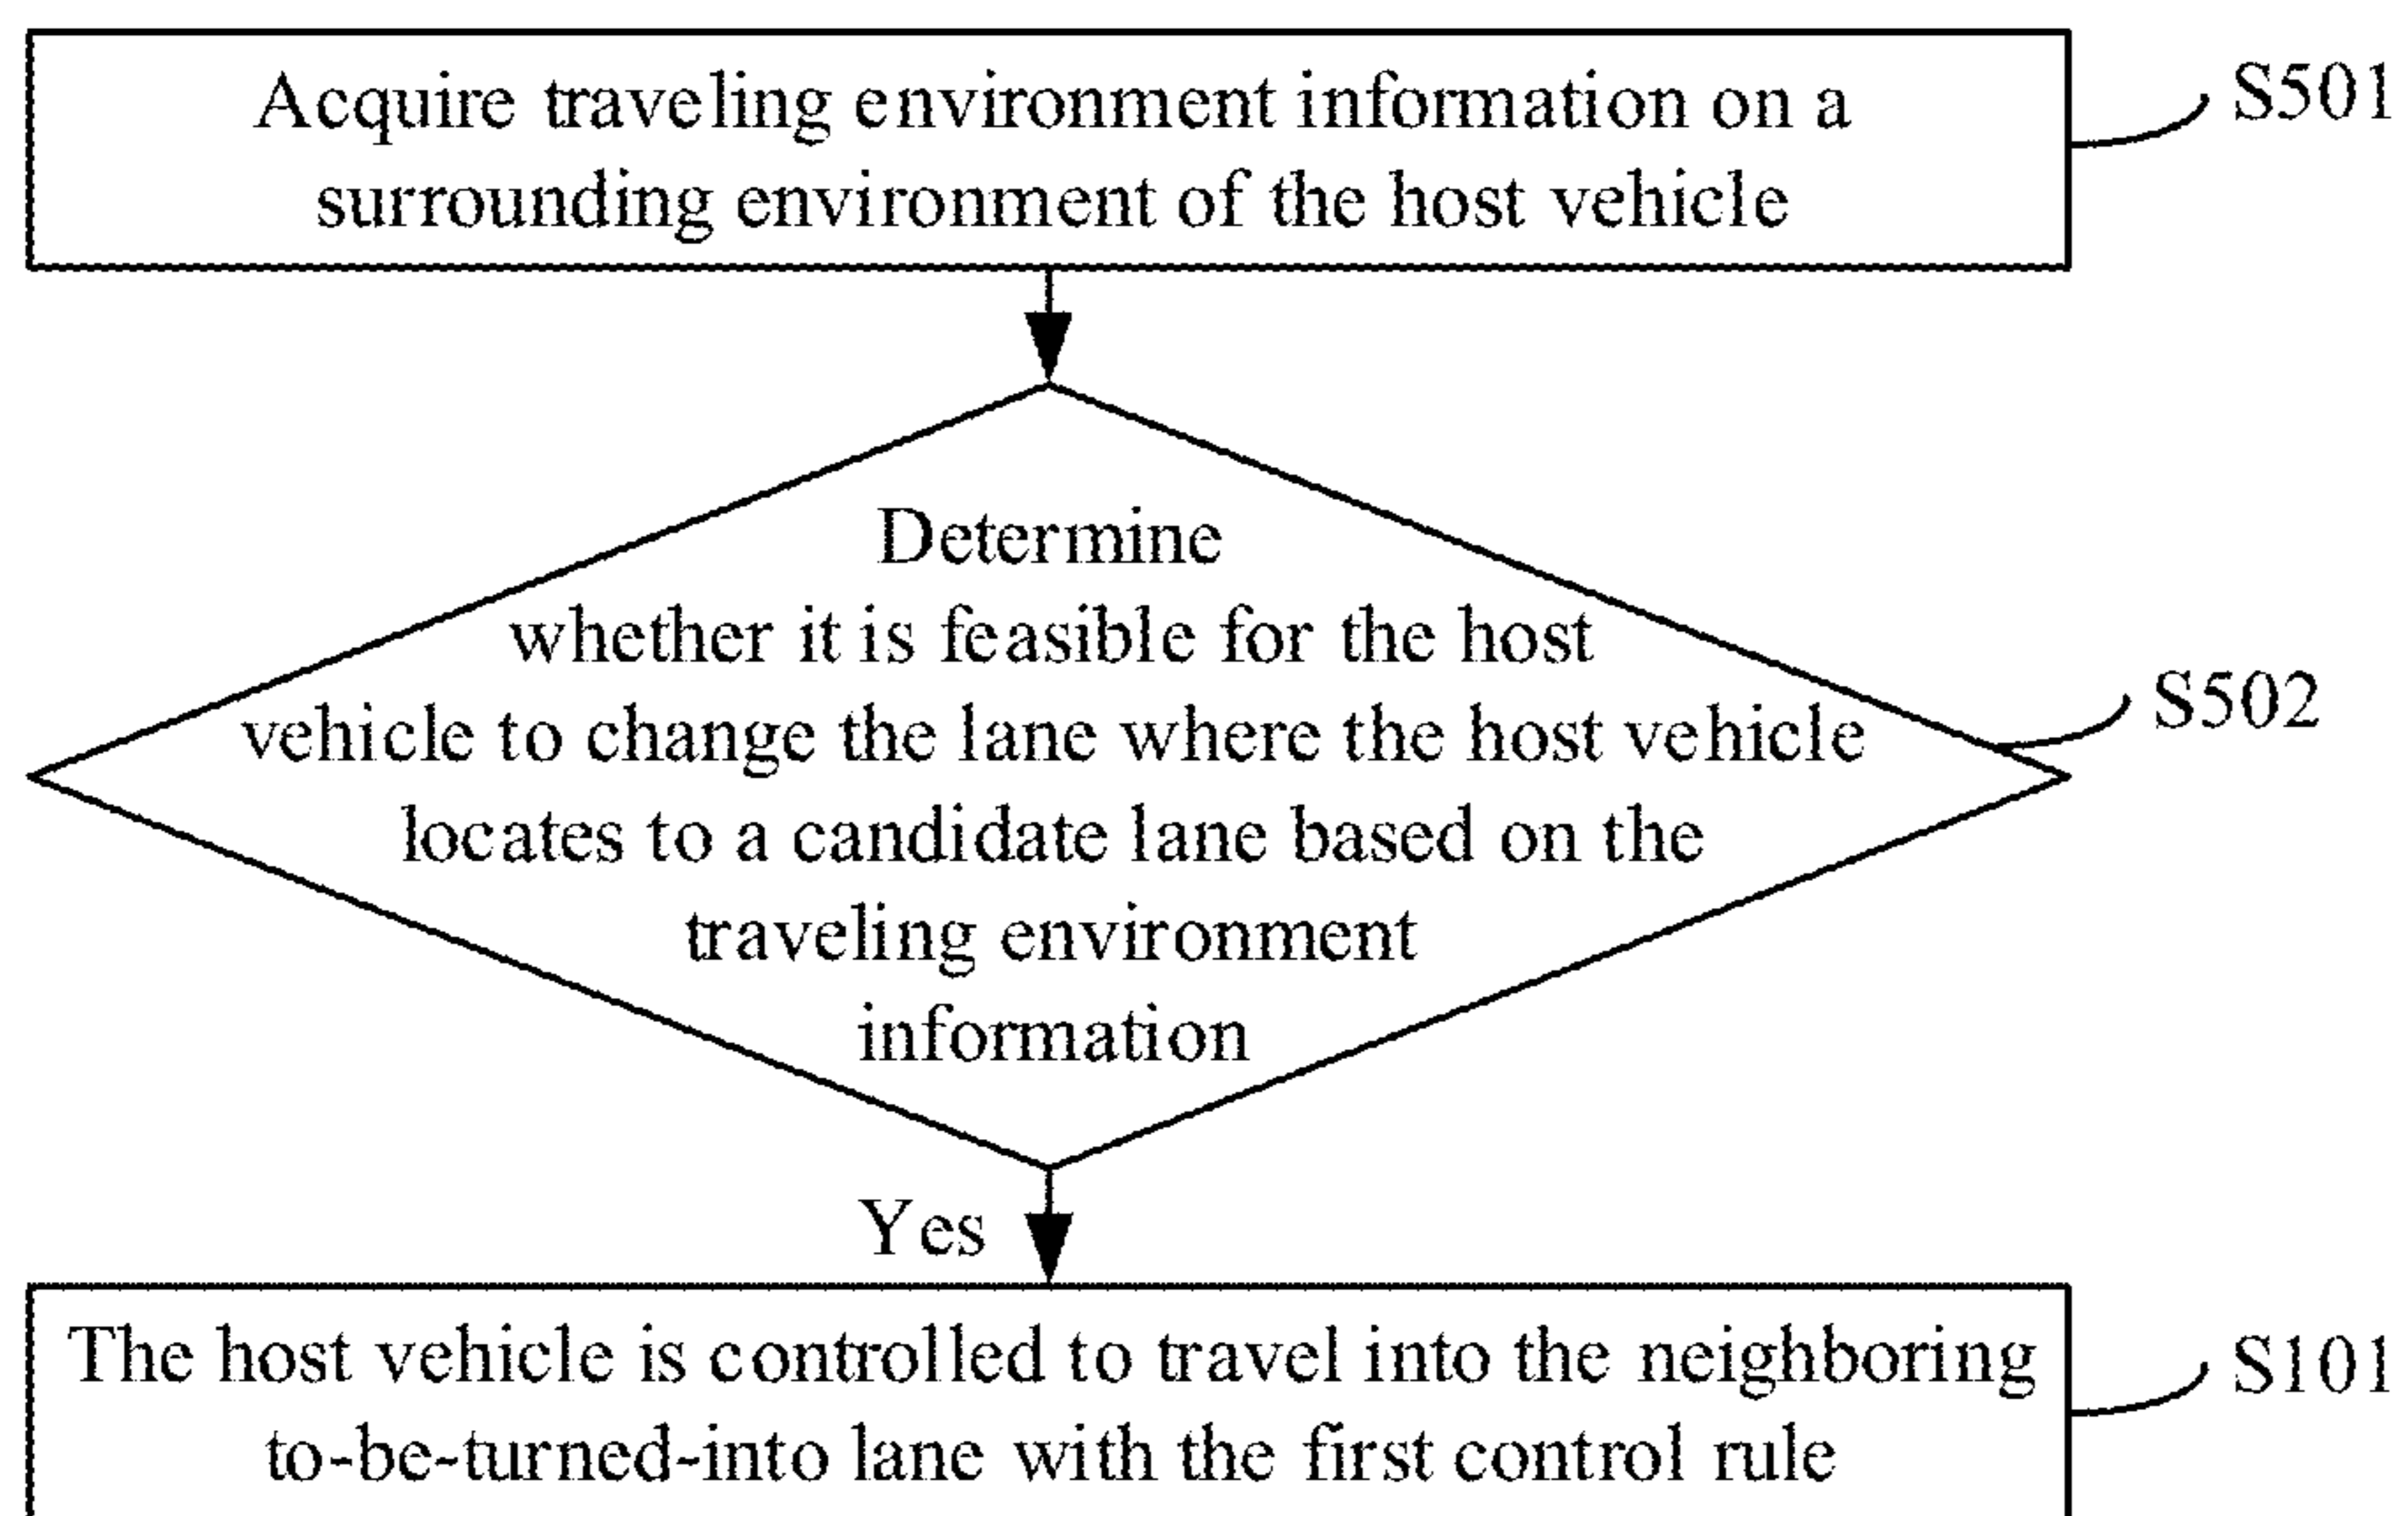 Acquire traveling environment information on a
surrounding environment of the host vehicle
S501
Determine
whether it is feasible for the host
vehicle to change the lane where the host vehicle
locates to a candidate lane based on the
traveling environment
information
S502
Yes
The host vehicle is controlled to travel into the neighboring
to-be-turned-into lane with the first control rule
S101